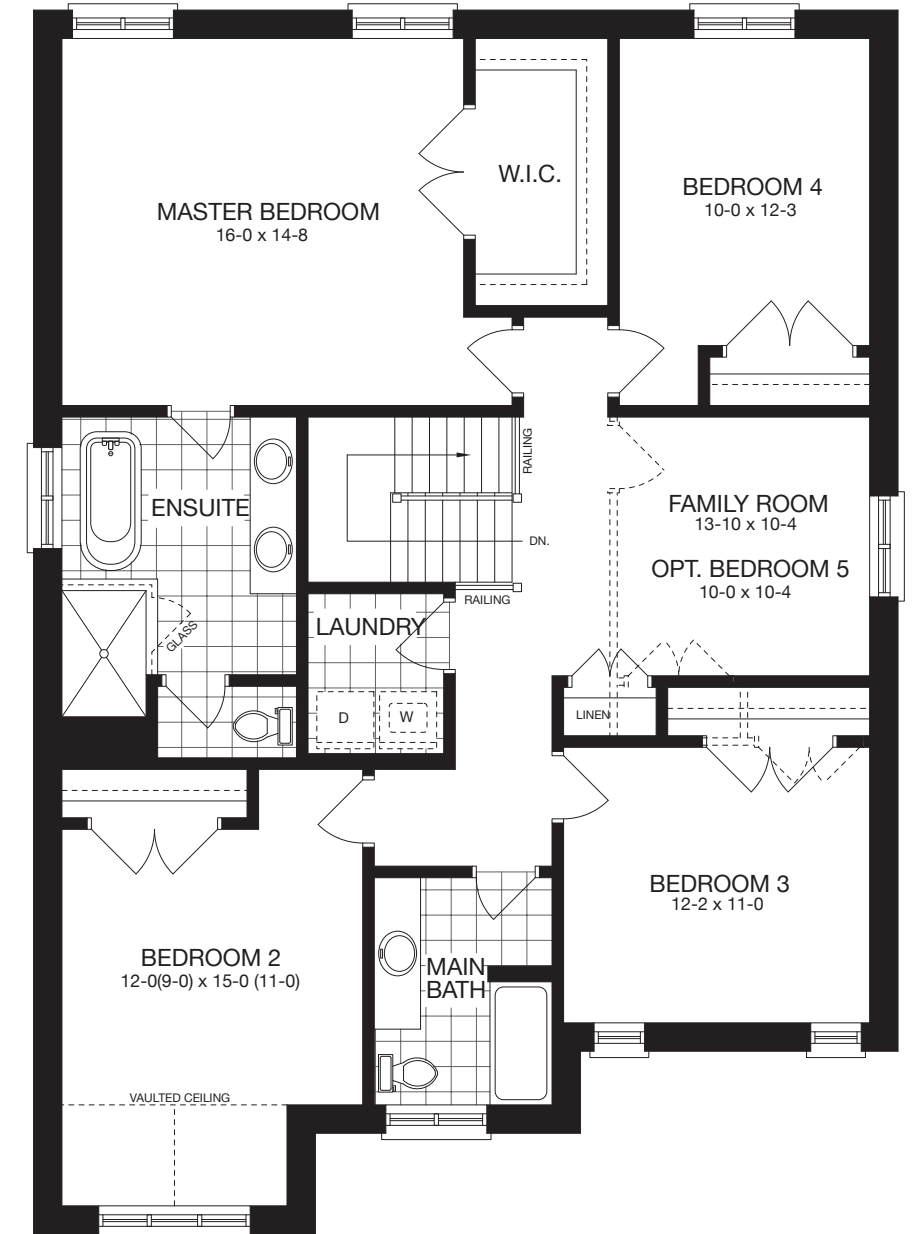 W.I.C.
BEDROOM 4
10-0 x 12-3
MASTER BEDROOM
16-0 x 14-8
RAILING
ENSUITE
FAMILY ROOM
13-10 x 10-4
DN.
OPT. BEDROOM 5
10-0 x 10-4
RAILING
LAUNDRY
GLASS
D
W
LINEN
BEDROOM 3
12-2 x 11-0
BEDROOM 2
12-0(9-0) x 15-0 (11-0)
MAIN
BATH
VAULTED CEILING